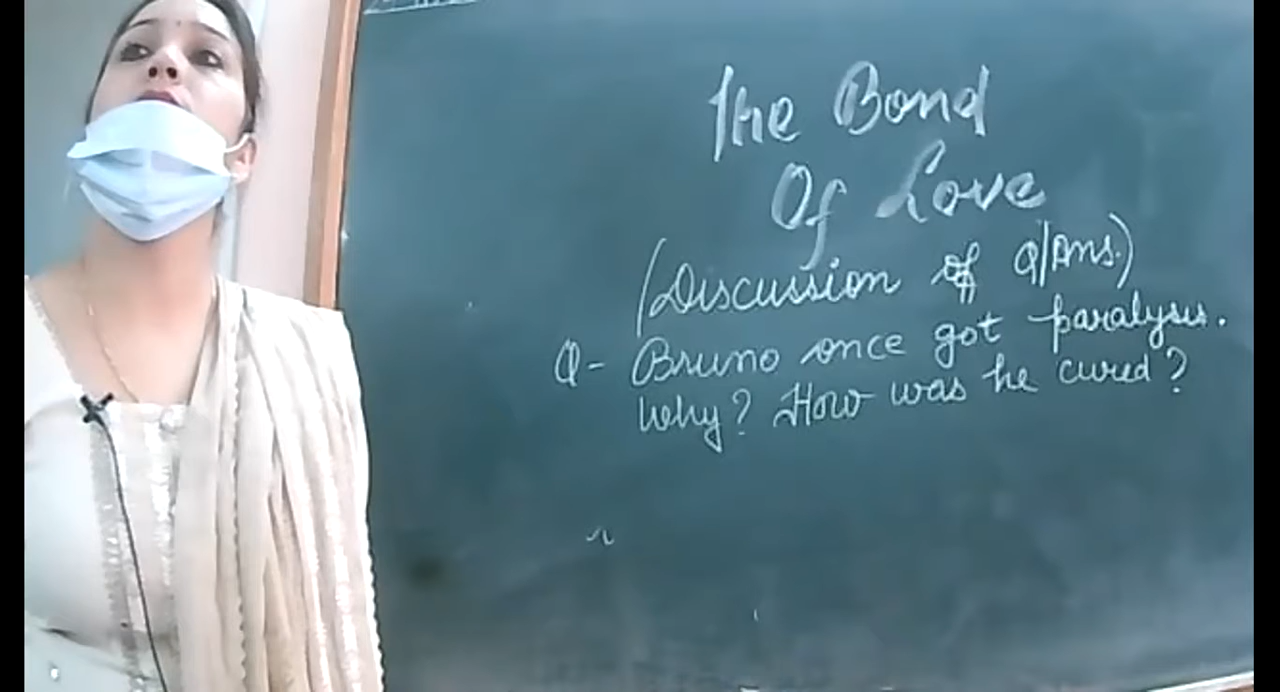 The Bond
Of Love
(Discussion of Q/Ans.)
Q- Bruno once got paralysis.
Why? How was he cured?